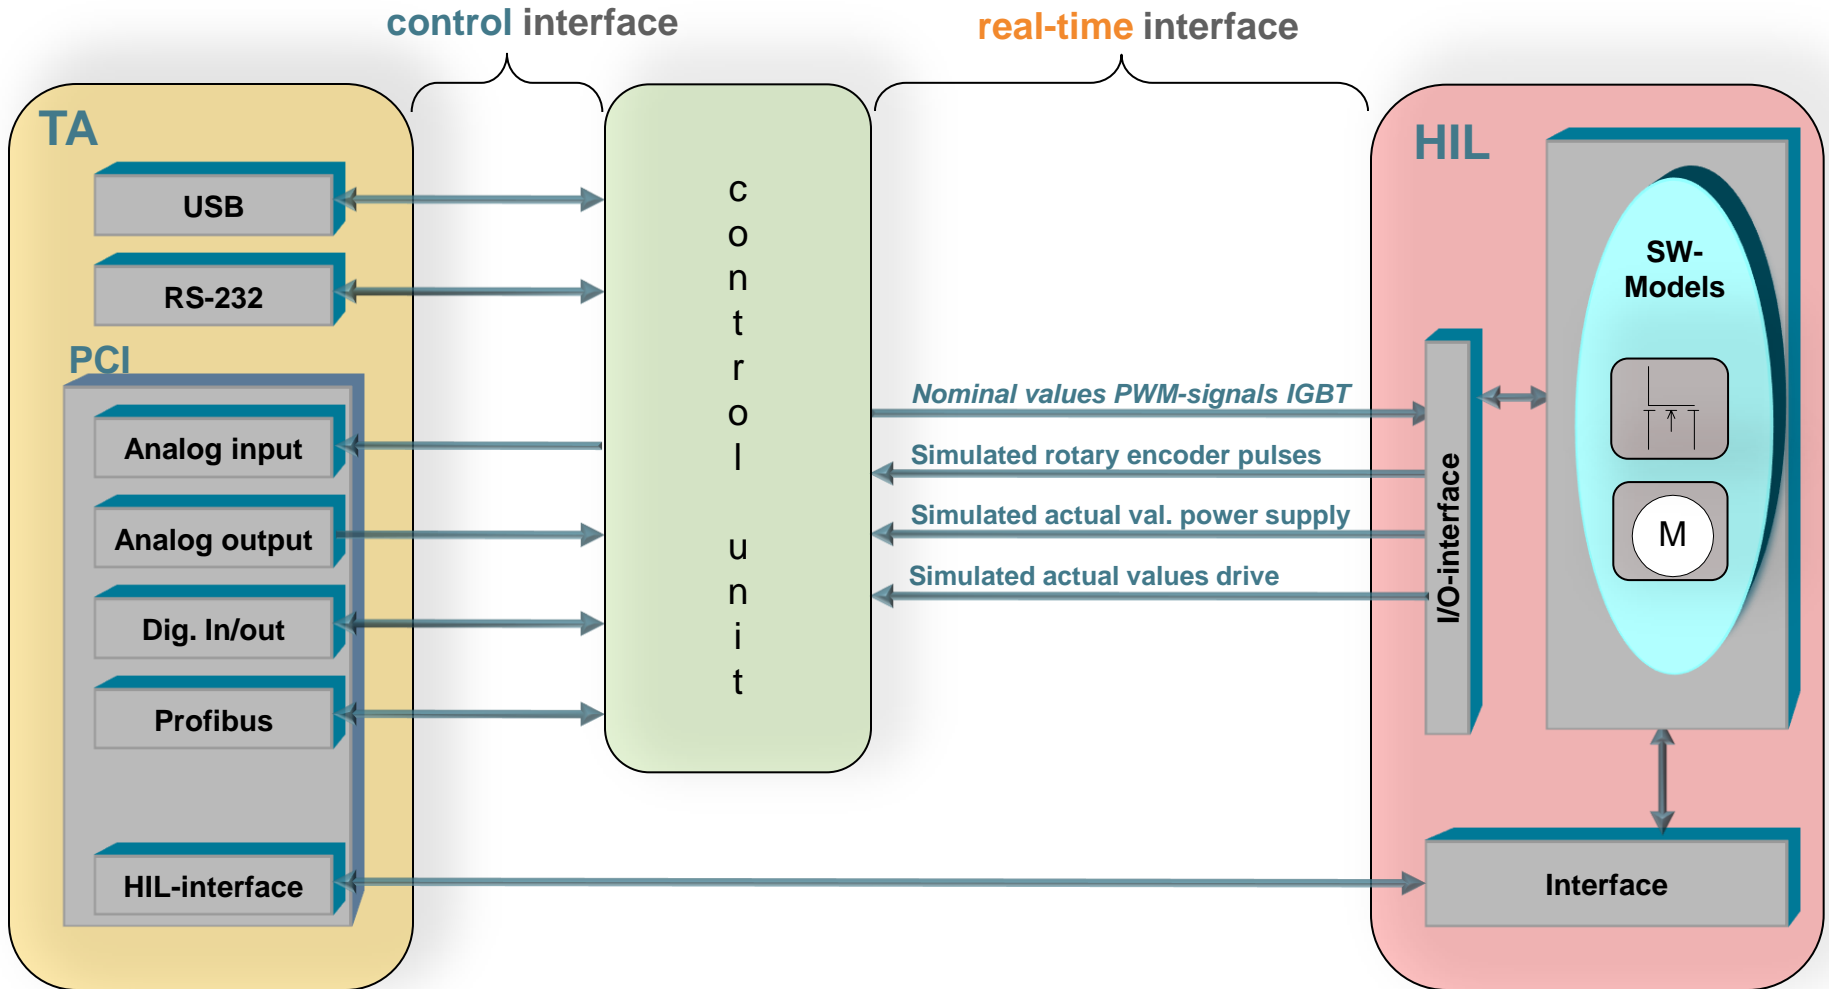 control interface
real-time interface
TA
USB
RS-232
PCI
Analog input
Analog output
Dig. In/out
Profibus
HIL-interface
control unit
Nominal values PWM-signals IGBT
Simulated rotary encoder pulses
Simulated actual val. power supply
Simulated actual values drive
HIL
I/O-interface
SW-
Models
M
Interface